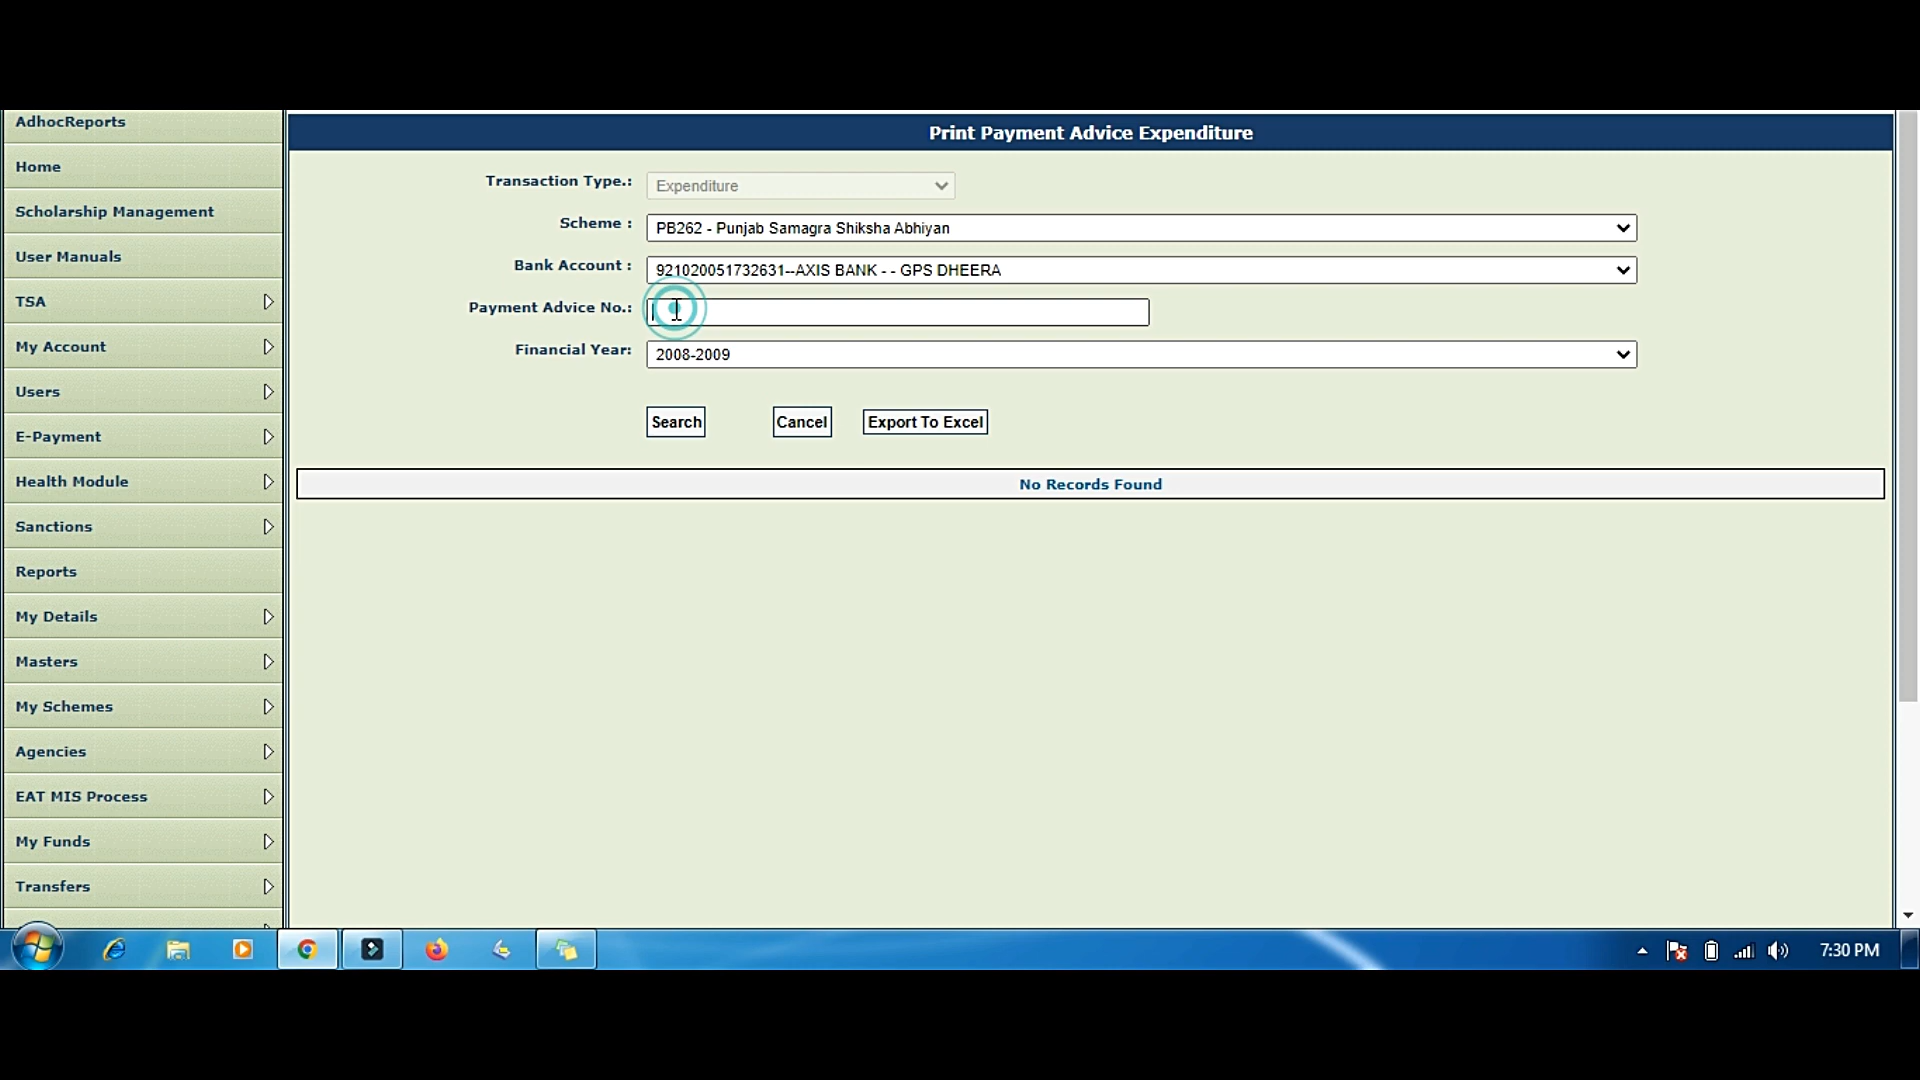 AdhocReports
Home
Scholarship Management
User Manuals
TSA
My Account
Users
E-Payment
Health Module
Sanctions
Reports
My Details
Masters
My Schemes
Agencies
EAT MIS Process
My Funds
Transfers
Print Payment Advice Expenditure
Transaction Type.: Expenditure
Scheme : PB262 - Punjab Samagra Shiksha Abhiyan
Bank Account : 921020051732631--AXIS BANK - - GPS DHEERA
Payment Advice No.:
Financial Year: 2008-2009
Search Cancel Export To Excel
No Records Found
7:30 PM